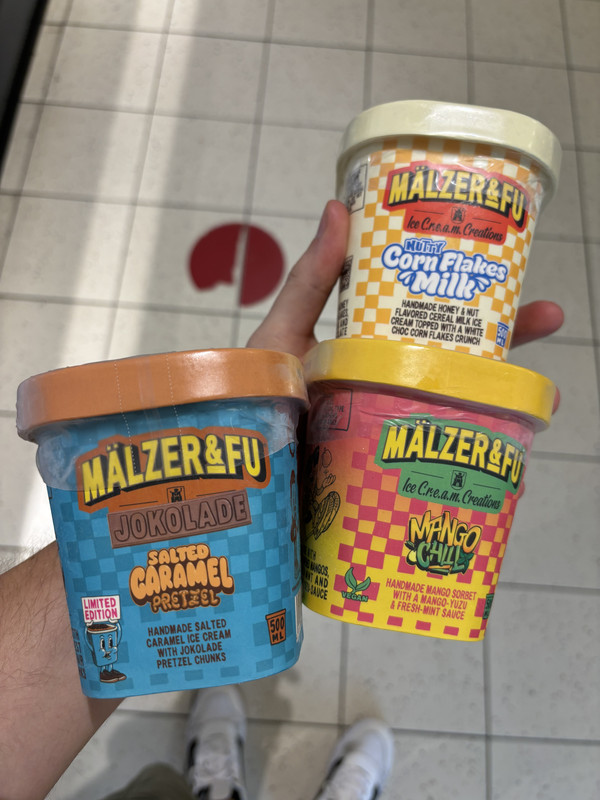 MÄLZER&FU
Ice C.r.e.a.m. Creations
NUTTY
Corn Flakes
Milk
HANDMADE HONEY & NUT
FLAVORED CEREAL MILK ICE
CREAM TOPPED WITH A WHITE
CHOC CORN FLAKES CRUNCH
MÄLZER&FU
JOKOLADE
SALTED
CARAMEL
PRETZEL
LIMITED
EDITION
HANDMADE SALTED
CARAMEL ICE CREAM
WITH JOKOLADE
PRETZEL CHUNKS
500
ML
MÄLZER&FU
Ice C.r.e.a.m. Creations
MANGO
CHILL
VEGAN
HANDMADE MANGO SORBET
WITH A MANGO-YUZU
& FRESH-MINT SAUCE